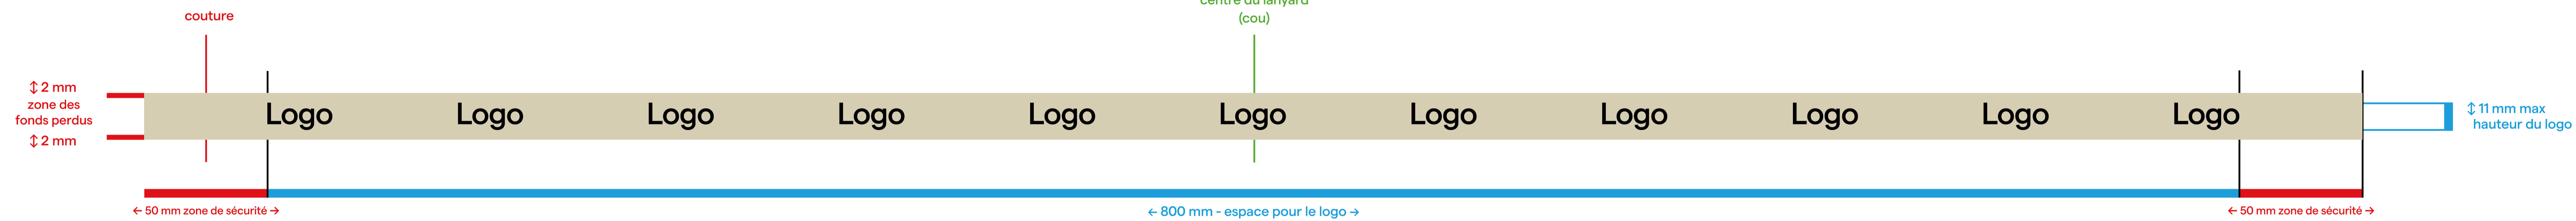 couture
centre du lanyard
(cou)
↕ 2 mm
zone des
fonds perdus
↕ 2 mm
Logo Logo Logo Logo Logo Logo Logo Logo Logo Logo Logo
↕ 11 mm max
hauteur du logo
← 50 mm zone de sécurité →
← 800 mm - espace pour le logo →
← 50 mm zone de sécurité →